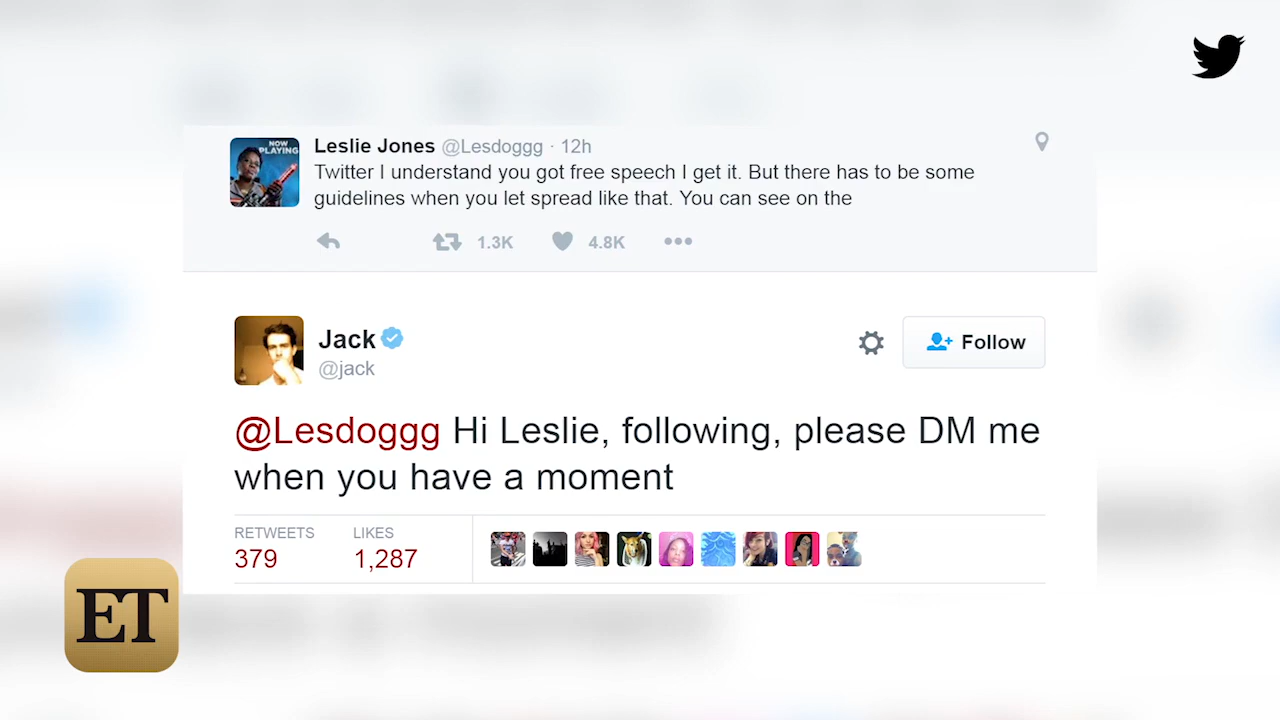 NOW
PLAYING
Leslie Jones @Lesdoggg · 12h
Twitter I understand you got free speech I get it. But there has to be some
guidelines when you let spread like that. You can see on the
1.3K 4.8K
Jack
@jack
Follow
@Lesdoggg Hi Leslie, following, please DM me
when you have a moment
RETWEETS LIKES
379 1,287
ET